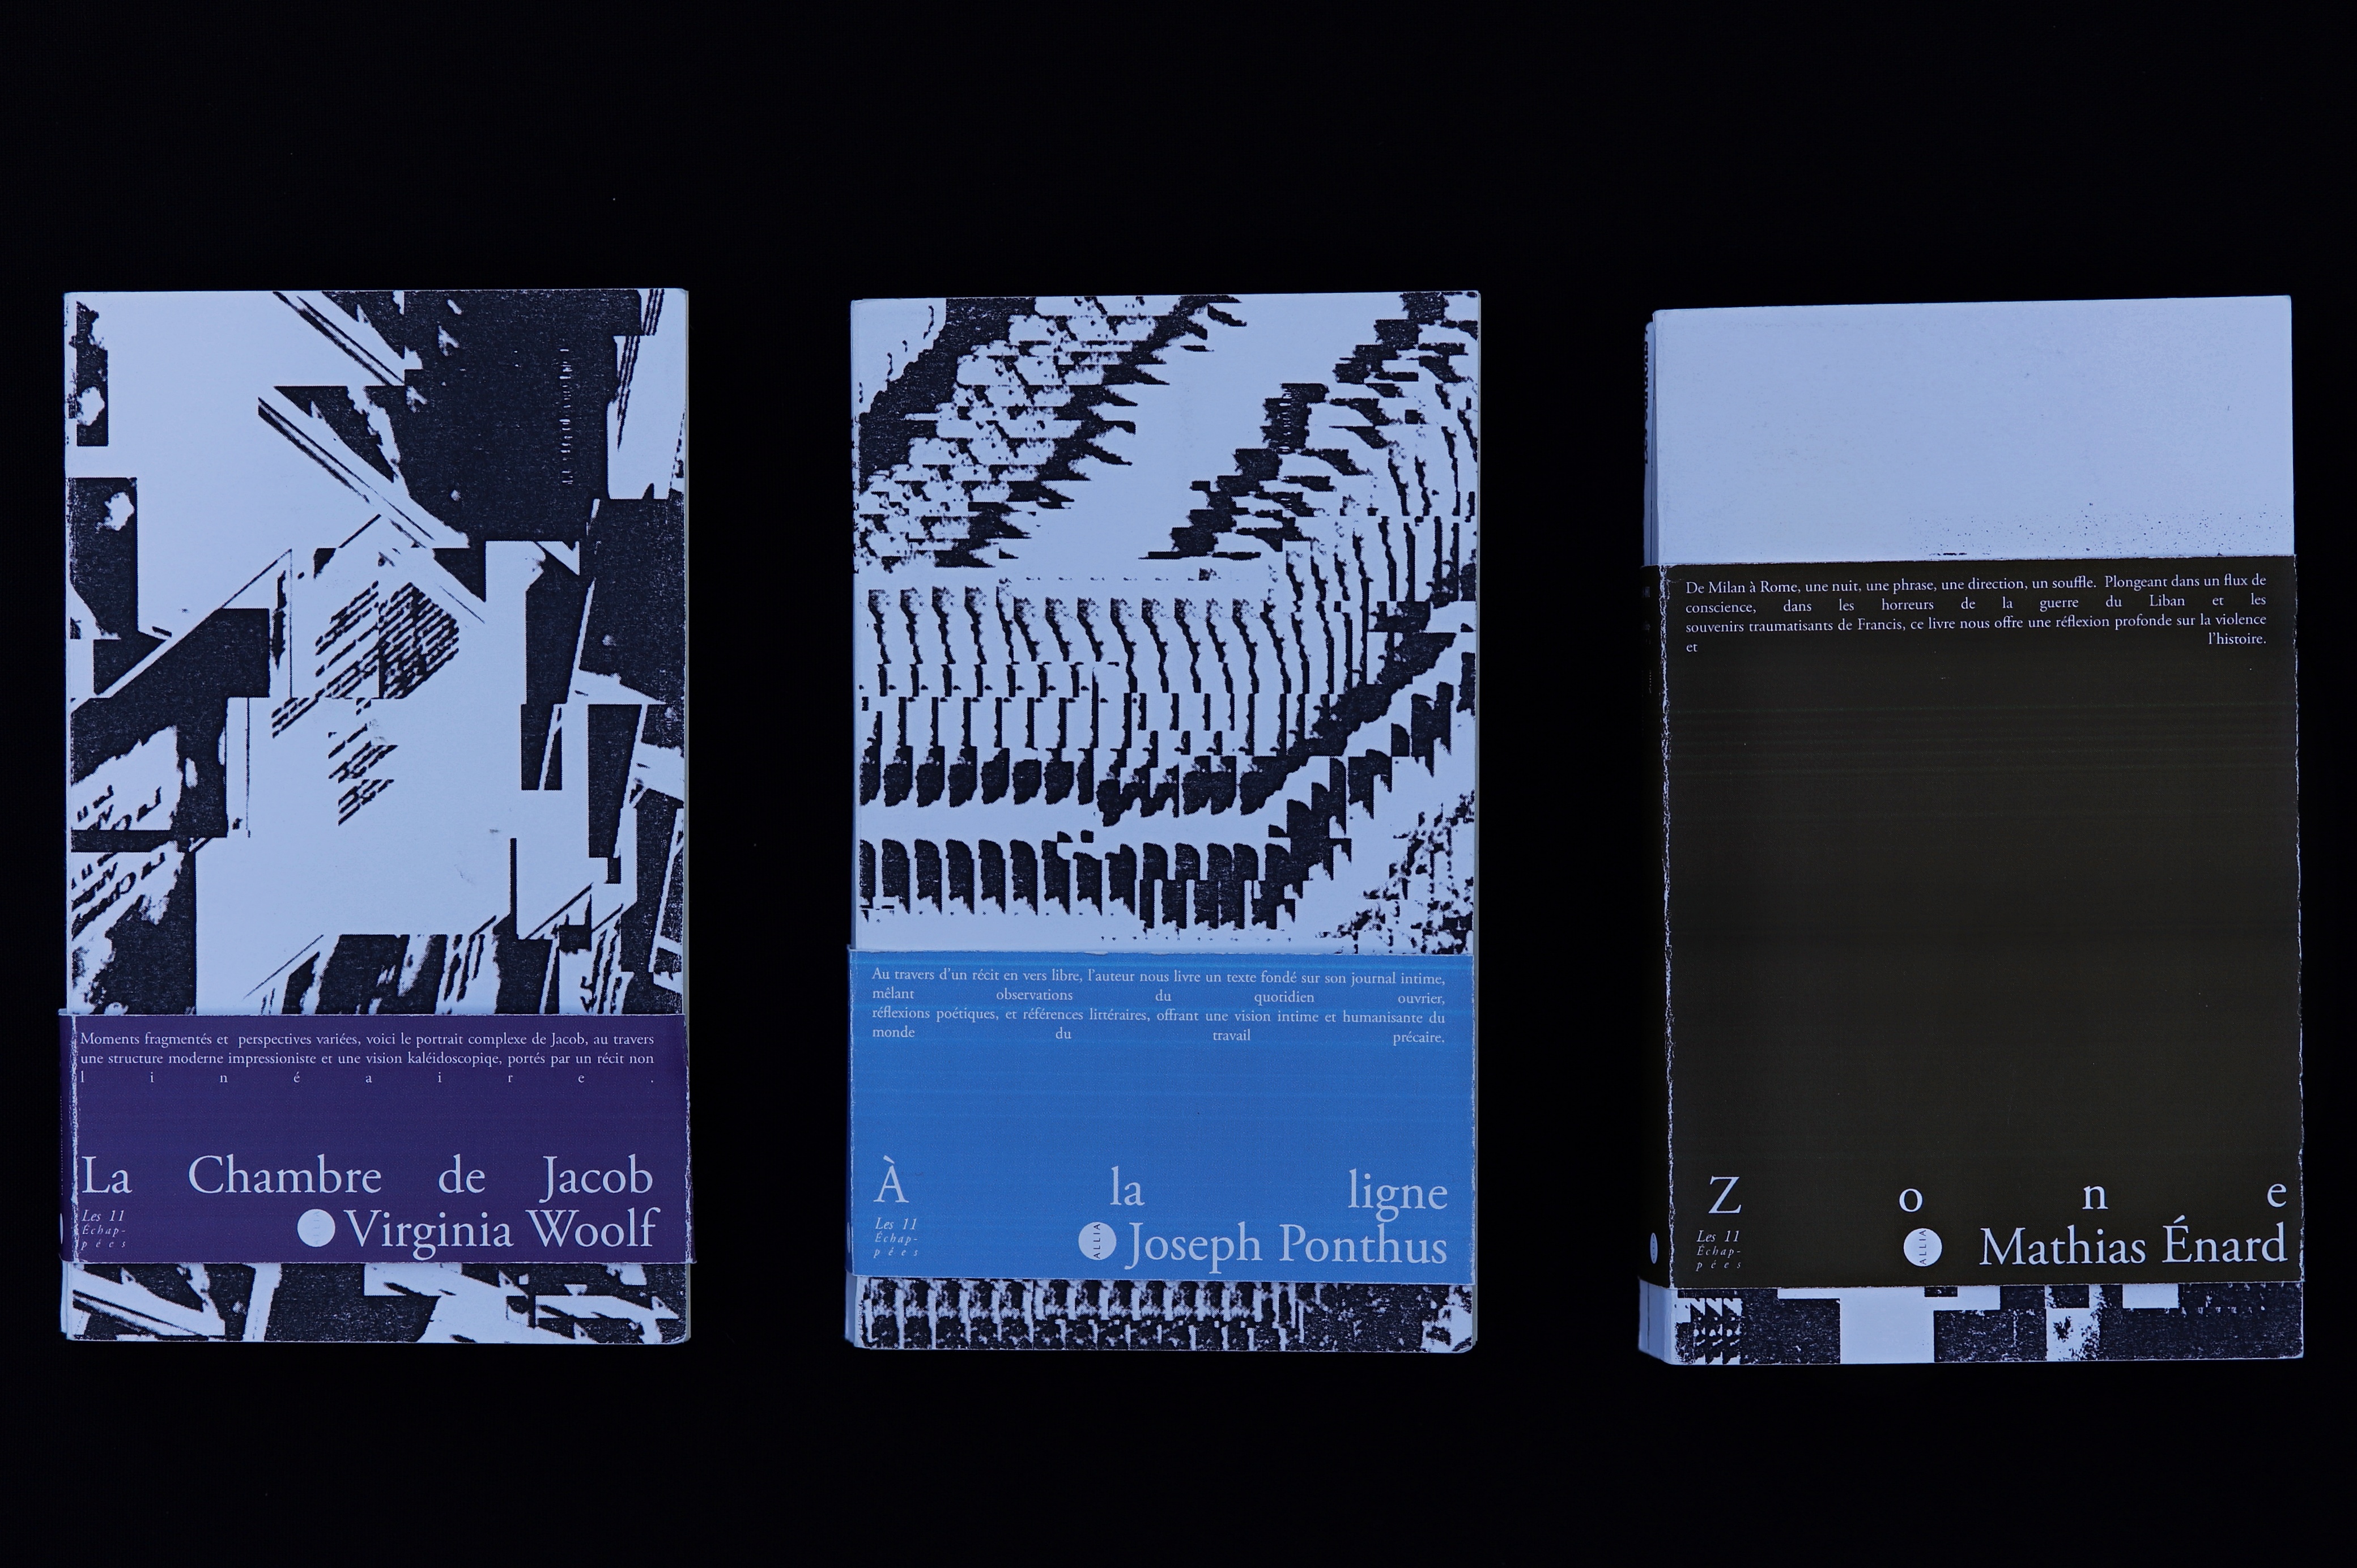 Moments fragmentés et perspectives variées, voici le portrait complexe de Jacob, au travers
une structure moderne impressioniste et une vision kaléidoscopiqe, portés par un récit non
l i n é a i r e .
La Chambre de Jacob
Les 11
Échap-
p é e s
Virginia Woolf
Au travers d'un récit en vers libre, l'auteur nous livre un texte fondé sur son journal intime,
mêlant observations du quotidien ouvrier,
réflexions poétiques, et références littéraires, offrant une vision intime et humanisante du
monde du travail précaire.
À la ligne
Les 11
Échap-
p é e s
ALLIA
Joseph Ponthus
De Milan à Rome, une nuit, une phrase, une direction, un souffle. Plongeant dans un flux de
conscience, dans les horreurs de la guerre du Liban et les
souvenirs traumatisants de Francis, ce livre nous offre une réflexion profonde sur la violence
et l'histoire.
Z o n e
Les 11
Échap-
p é e s
ALLIA
Mathias Énard